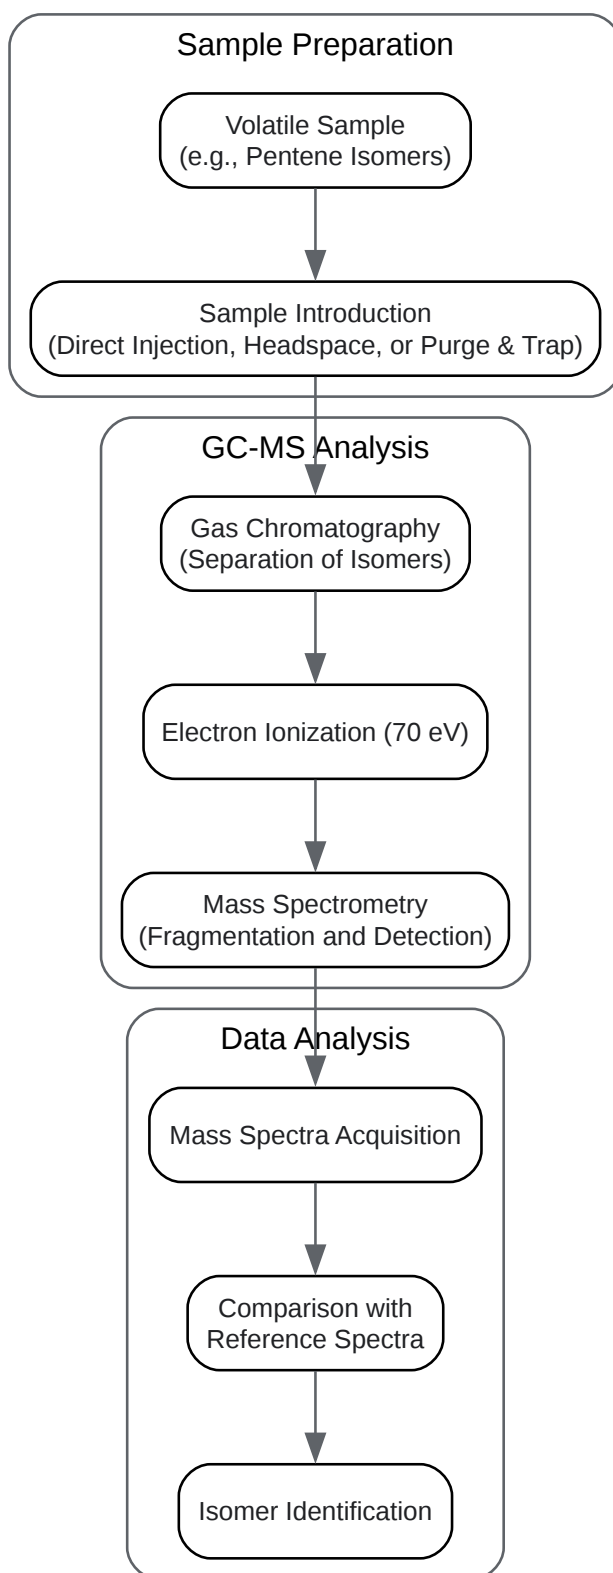 Sample Preparation
Volatile Sample
(e.g., Pentene Isomers)
Sample Introduction
(Direct Injection, Headspace, or Purge & Trap)
GC-MS Analysis
Gas Chromatography
(Separation of Isomers)
Electron Ionization (70 eV)
Mass Spectrometry
(Fragmentation and Detection)
Data Analysis
Mass Spectra Acquisition
Comparison with
Reference Spectra
Isomer Identification